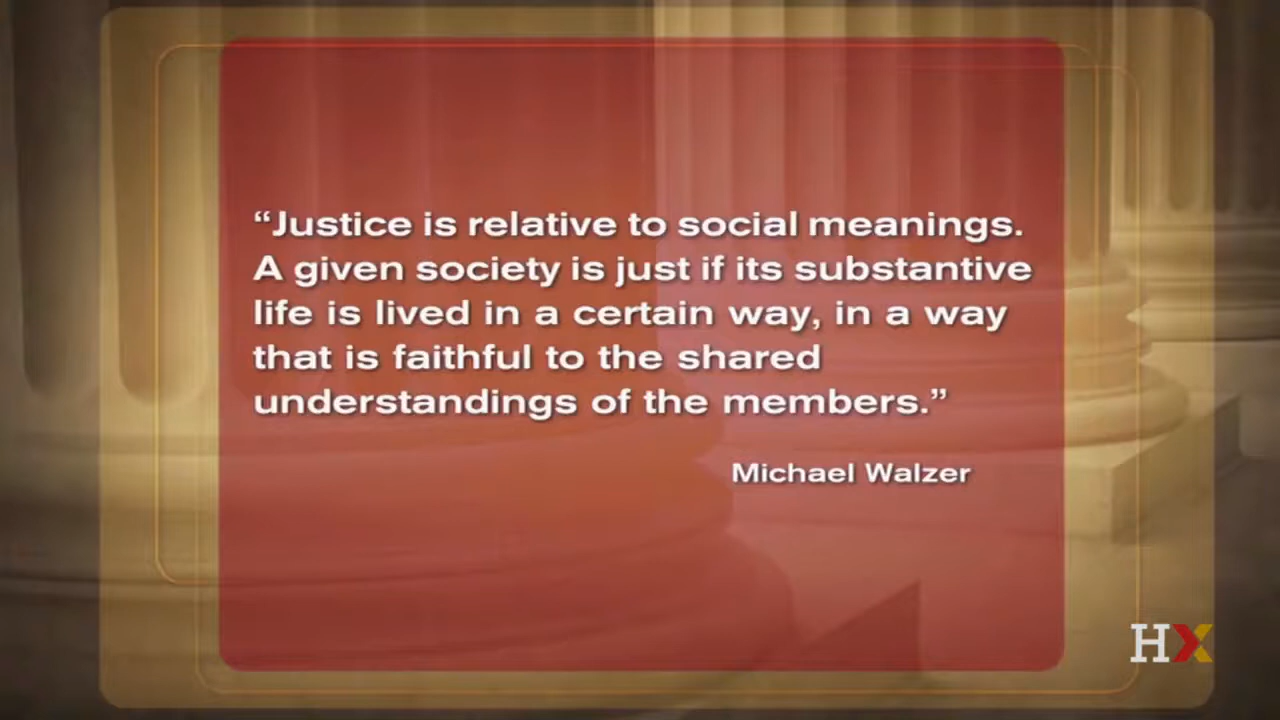 “Justice is relative to social meanings.
A given society is just if its substantive
life is lived in a certain way, in a way
that is faithful to the shared
understandings of the members.”
Michael Walzer
HX